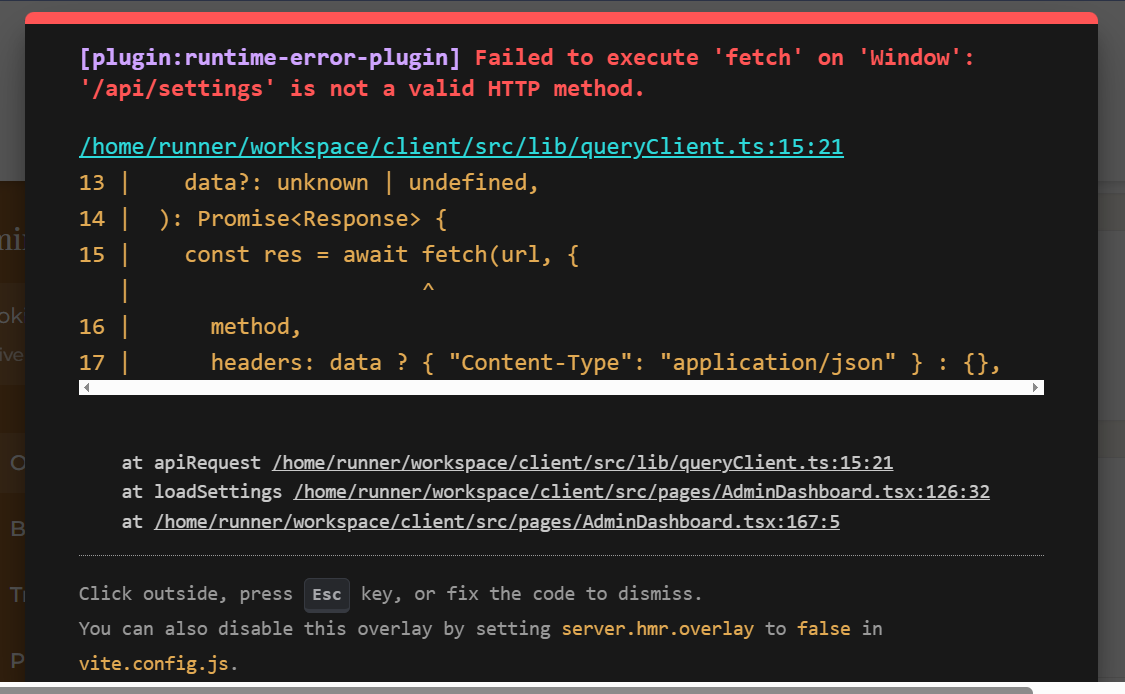 [plugin:runtime-error-plugin] Failed to execute 'fetch' on 'Window':
'/api/settings' is not a valid HTTP method.
/home/runner/workspace/client/src/lib/queryClient.ts:15:21
13 |    data?: unknown | undefined,
14 |  ): Promise<Response> {
15 |    const res = await fetch(url, {
   |                      ^
16 |      method,
17 |      headers: data ? { "Content-Type": "application/json" } : {},
at apiRequest /home/runner/workspace/client/src/lib/queryClient.ts:15:21
at loadSettings /home/runner/workspace/client/src/pages/AdminDashboard.tsx:126:32
at /home/runner/workspace/client/src/pages/AdminDashboard.tsx:167:5
Click outside, press Esc key, or fix the code to dismiss.
You can also disable this overlay by setting server.hmr.overlay to false in
vite.config.js.